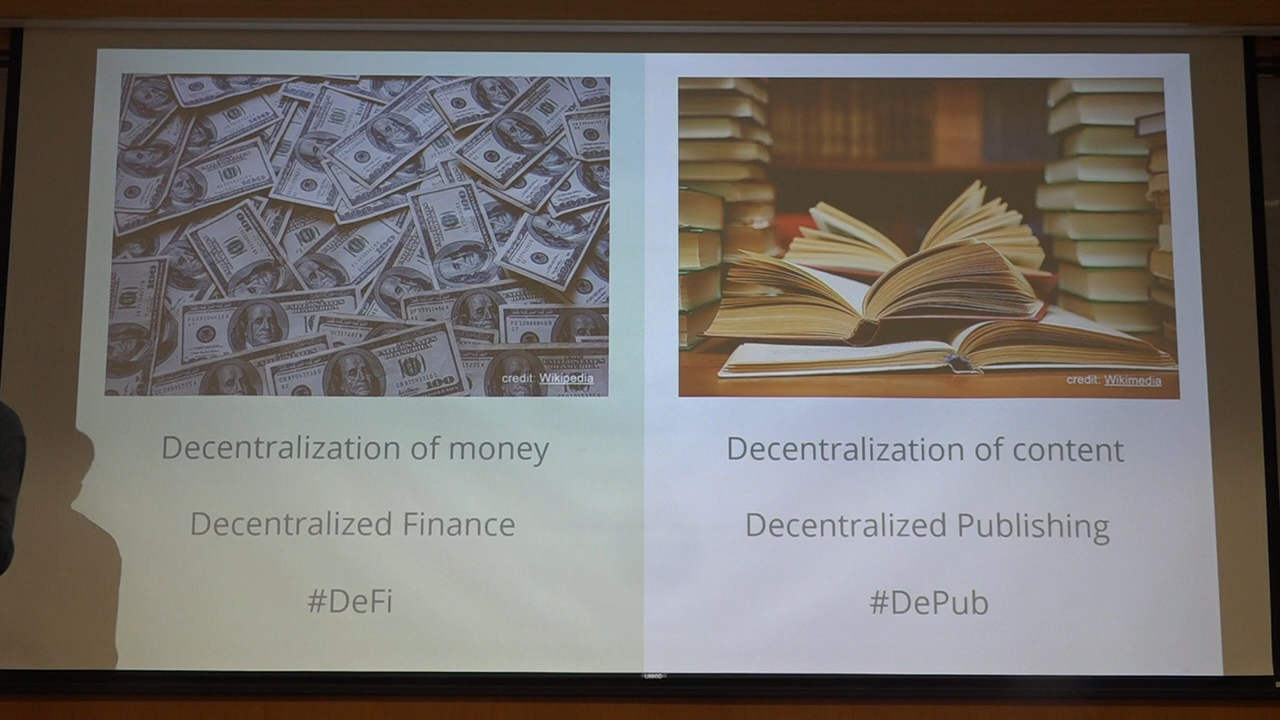 credit: Wikipedia
Decentralization of money
Decentralized Finance
#DeFi
credit: Wikimedia
Decentralization of content
Decentralized Publishing
#DePub